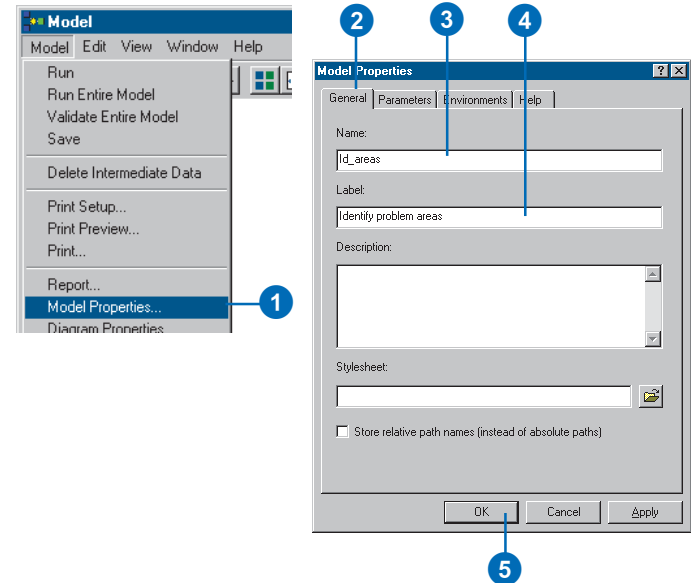 Model
Model Edit View Window Help
Run
Run Entire Model
Validate Entire Model
Save
Delete Intermediate Data
Print Setup...
Print Preview...
Print...
Report...
Model Properties...
Diagram Properties
1
2
3
4
Model Properties
General Parameters Environments Help
Name:
Id_areas
Label:
Identify problem areas
Description:
Stylesheet:
Store relative path names (instead of absolute paths)
OK Cancel Apply
5